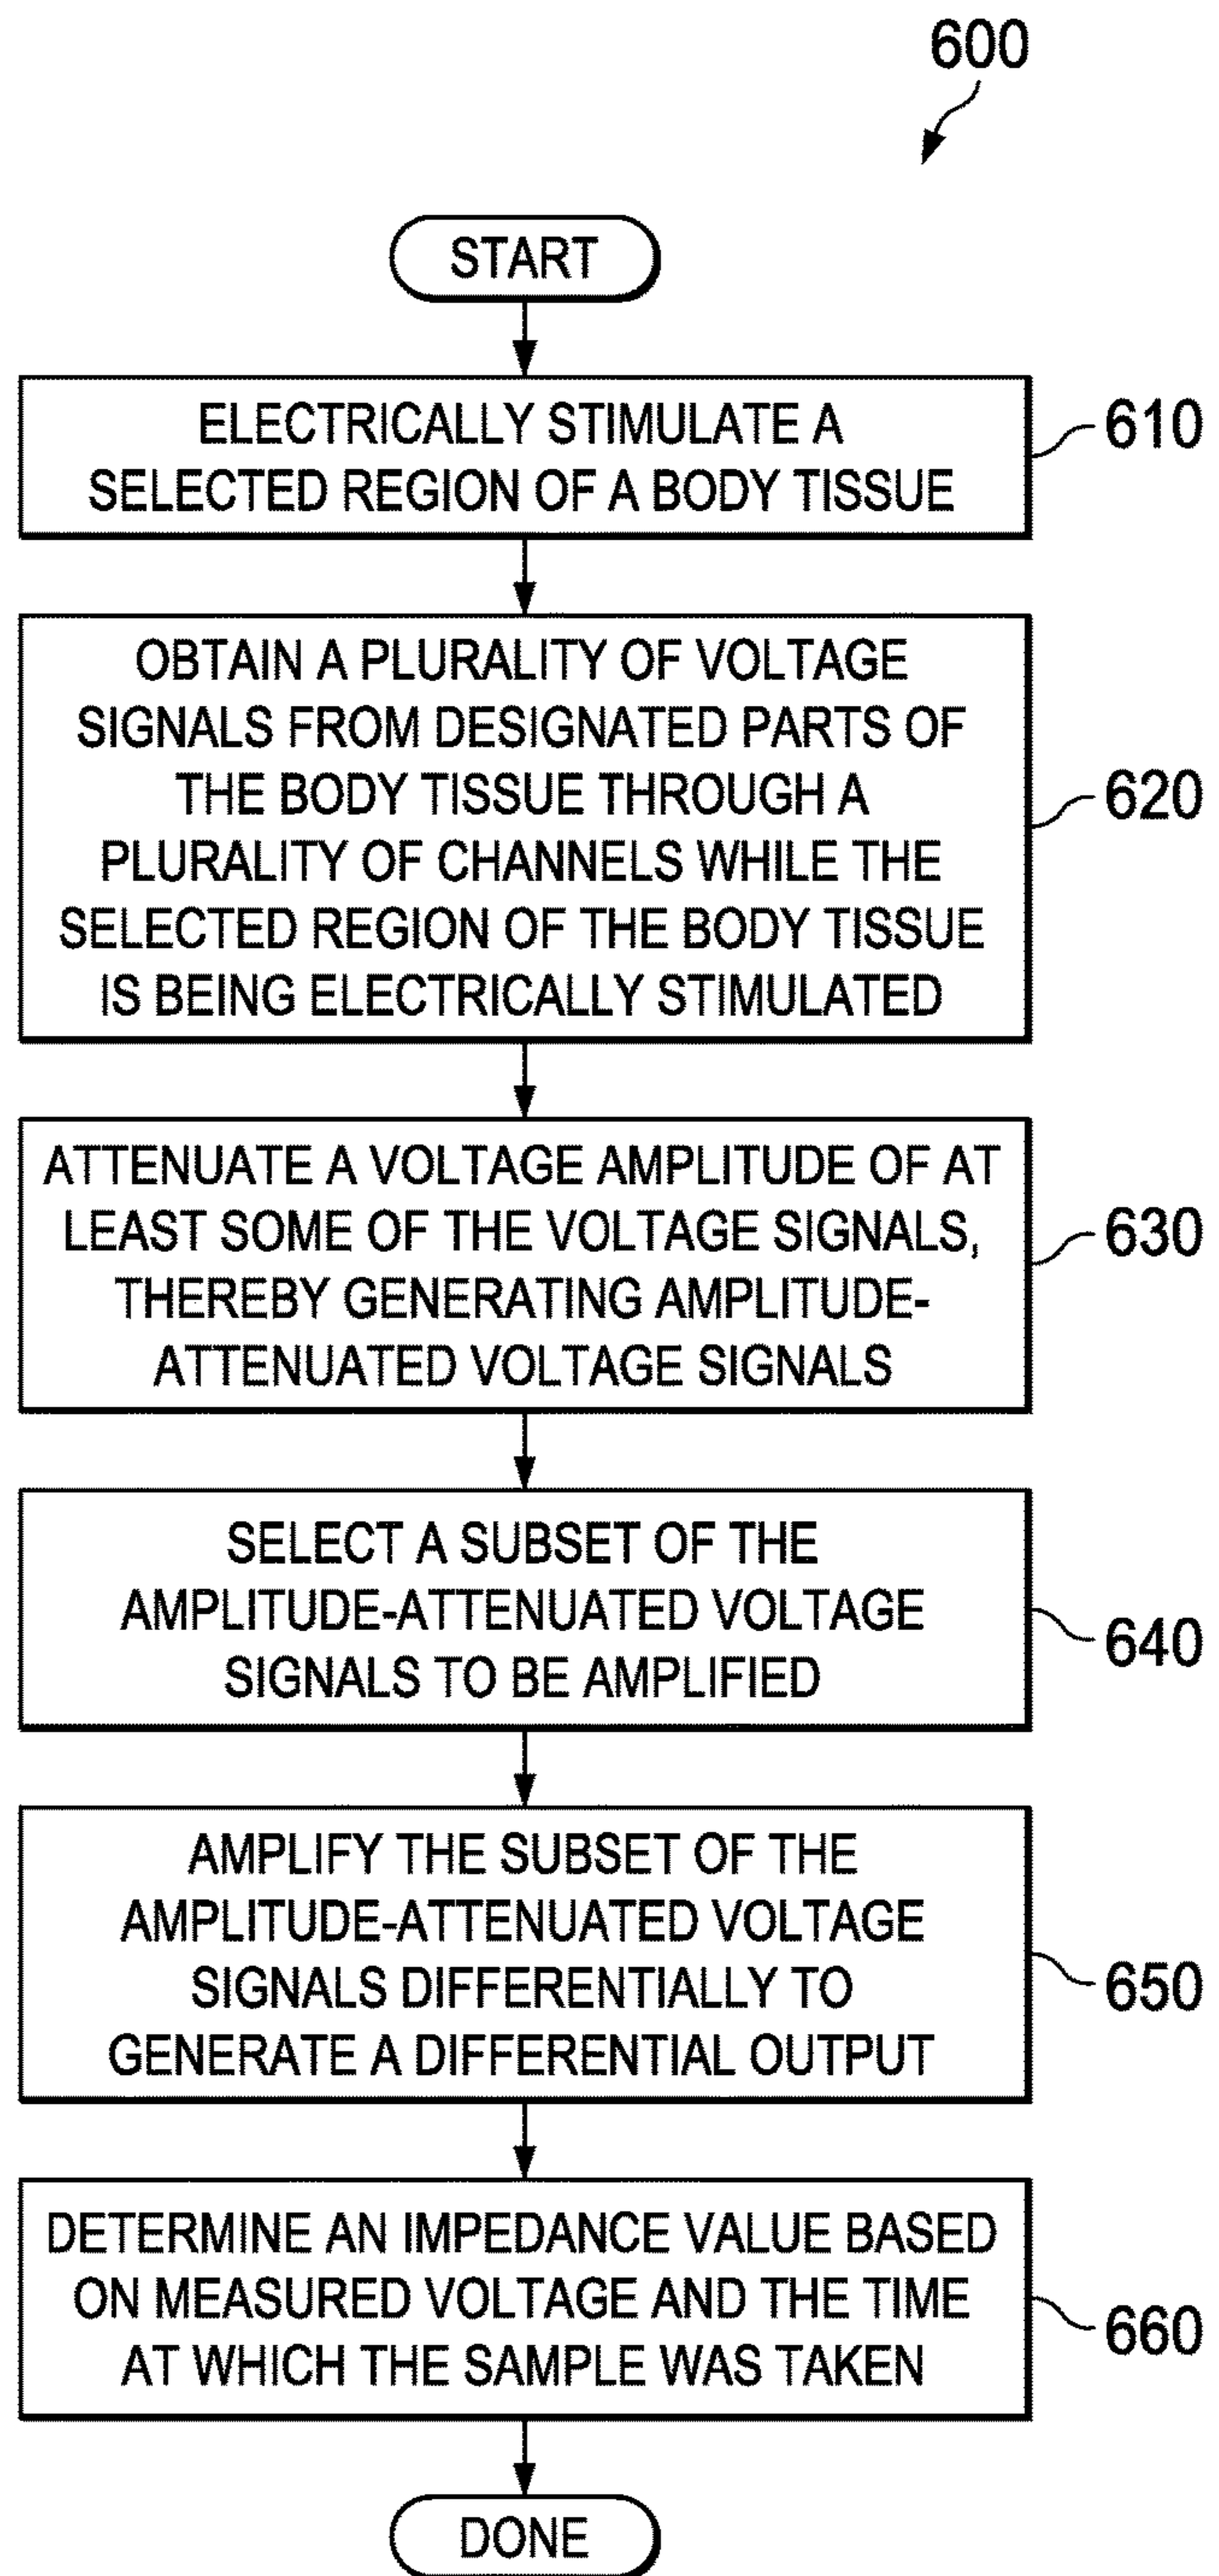 600
START
ELECTRICALLY STIMULATE A
SELECTED REGION OF A BODY TISSUE
610
OBTAIN A PLURALITY OF VOLTAGE
SIGNALS FROM DESIGNATED PARTS OF
THE BODY TISSUE THROUGH A
PLURALITY OF CHANNELS WHILE THE
SELECTED REGION OF THE BODY TISSUE
IS BEING ELECTRICALLY STIMULATED
620
ATTENUATE A VOLTAGE AMPLITUDE OF AT
LEAST SOME OF THE VOLTAGE SIGNALS,
THEREBY GENERATING AMPLITUDE-
ATTENUATED VOLTAGE SIGNALS
630
SELECT A SUBSET OF THE
AMPLITUDE-ATTENUATED VOLTAGE
SIGNALS TO BE AMPLIFIED
640
AMPLIFY THE SUBSET OF THE
AMPLITUDE-ATTENUATED VOLTAGE
SIGNALS DIFFERENTIALLY TO
GENERATE A DIFFERENTIAL OUTPUT
650
DETERMINE AN IMPEDANCE VALUE BASED
ON MEASURED VOLTAGE AND THE TIME
AT WHICH THE SAMPLE WAS TAKEN
660
DONE